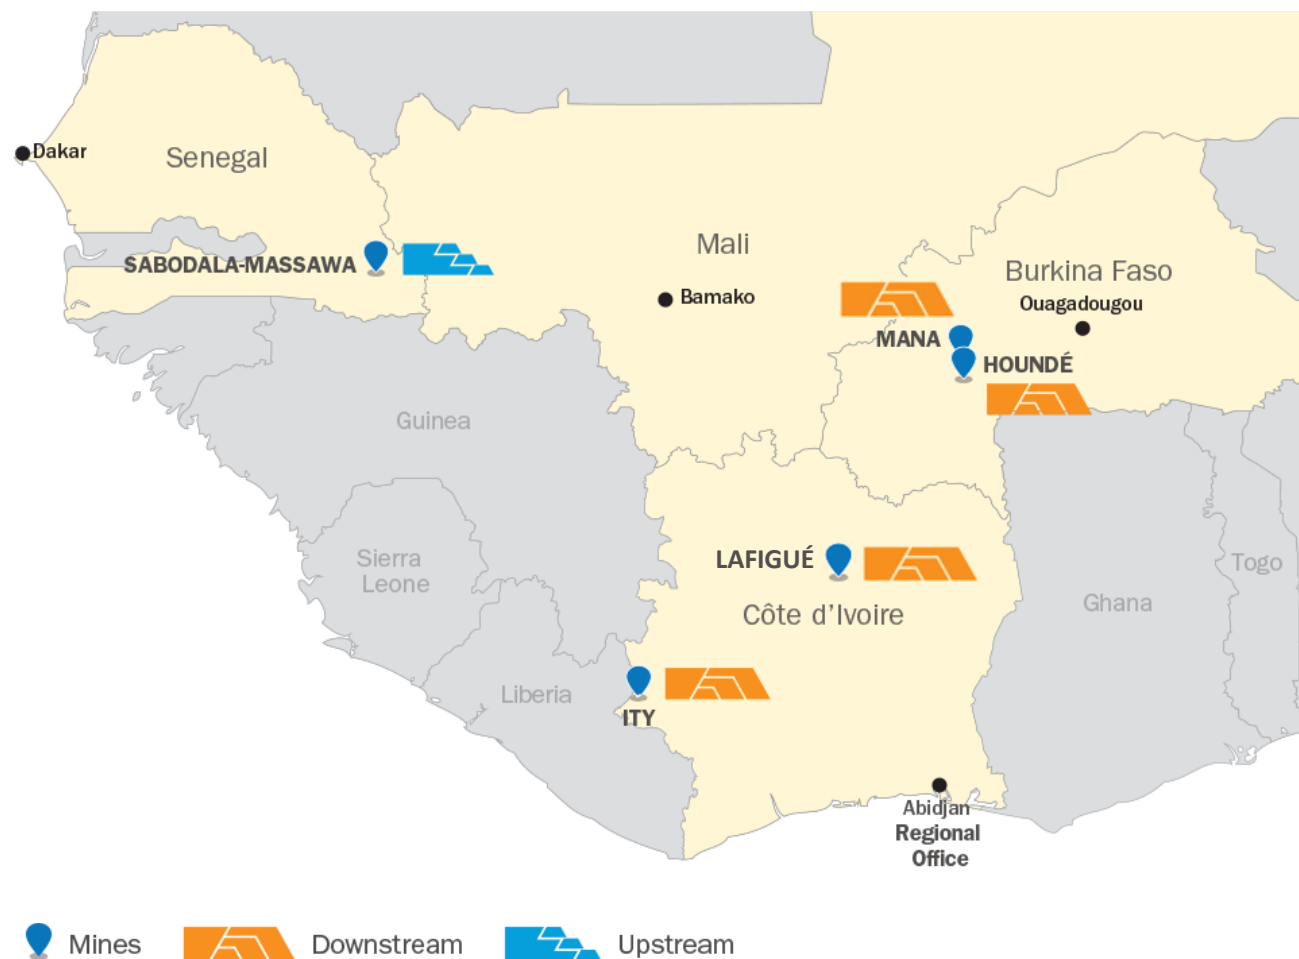 Dakar
Senegal
SABODALA-MASSAWA
Mali
Bamako
Burkina Faso
Ouagadougou
MANA
HOUNDÉ
Guinea
Sierra
Leone
LAFIGUÉ
Côte d’Ivoire
Togo
Ghana
Liberia
ITY
Abidjan
Regional
Office
Mines
Downstream
Upstream